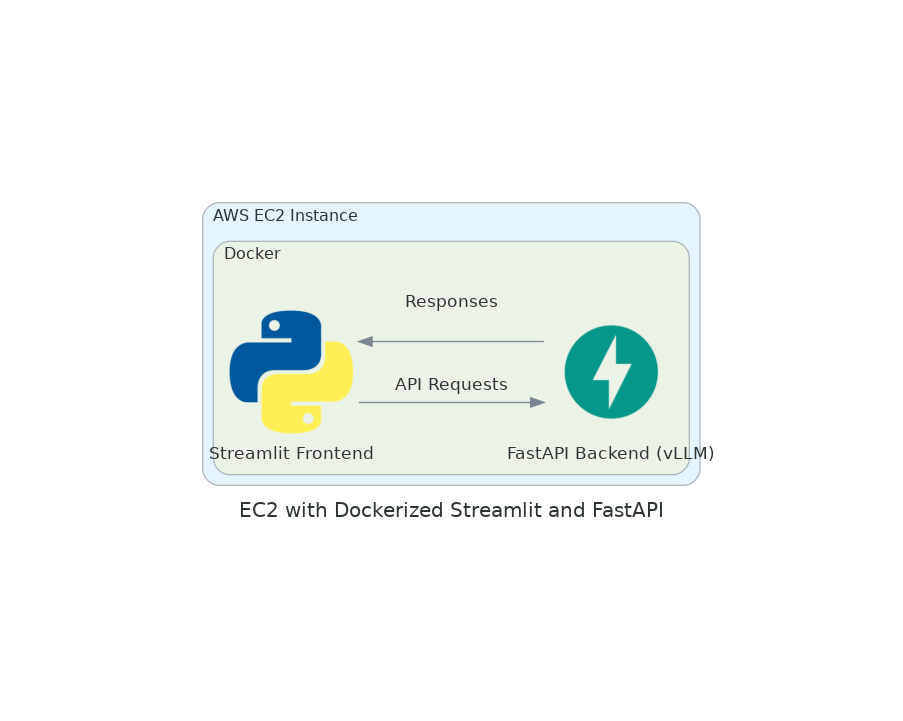 AWS EC2 Instance
Docker
Responses
API Requests
Streamlit Frontend
FastAPI Backend (vLLM)
EC2 with Dockerized Streamlit and FastAPI